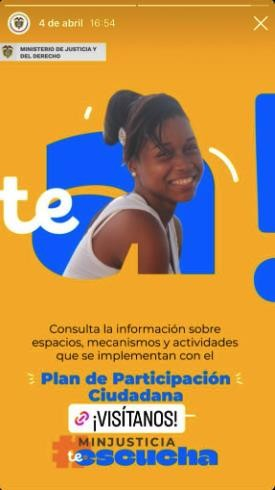 4 de abril 16:54
MINISTERIO DE JUSTICIA Y
DEL DERECHO
te
a!
Consulta la información sobre
espacios, mecanismos y actividades
que se implementan con el
Plan de Participación
Ciudadana
¡VISÍTANOS!
MINJUSTICIA
#te escucha